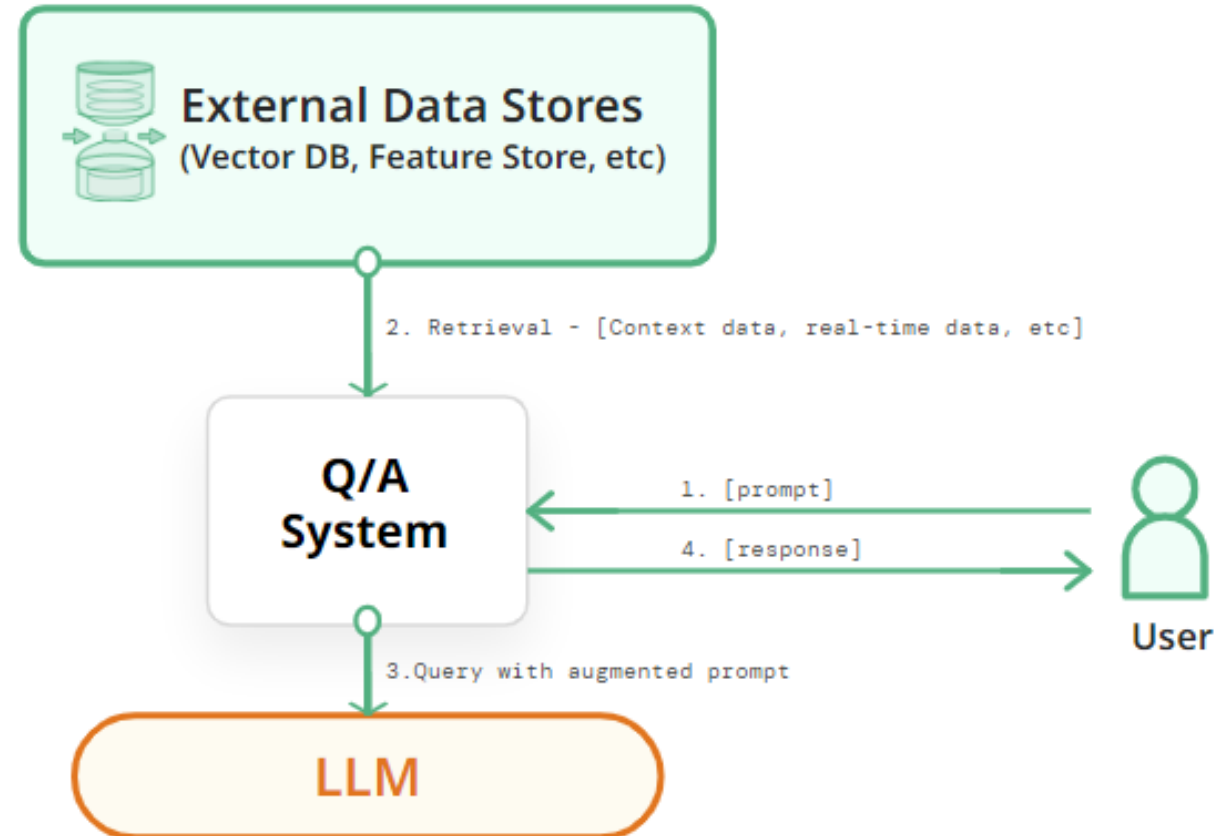 External Data Stores
(Vector DB, Feature Store, etc)
2. Retrieval - [Context data, real-time data, etc]
Q/A
System
1. [prompt]
4. [response]
User
3.Query with augmented prompt
LLM